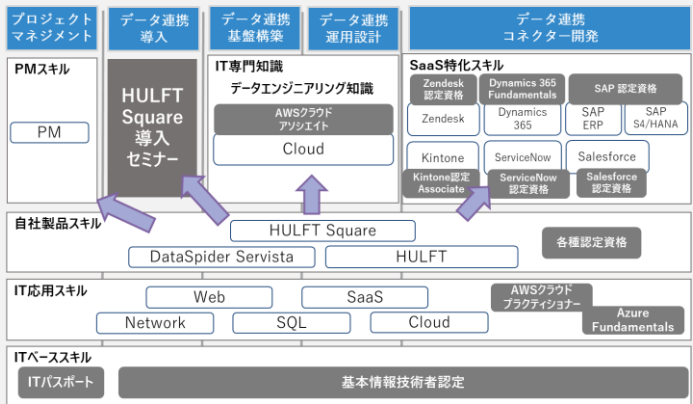 プロジェクト
マネジメント
データ連携
導入
データ連携
基盤構築
データ連携
運用設計
データ連携
コネクター開発
PMスキル
PM
HULFT
Square
導入
セミナー
IT専門知識
データエンジニアリング知識
AWSクラウド
アソシエイト
Cloud
SaaS特化スキル
Zendesk
認定資格
Dynamics 365
Fundamentals
SAP 認定資格
Zendesk
Dynamics
365
SAP
ERP
SAP
S4/HANA
Kintone
ServiceNow
Salesforce
Kintone認定
Associate
ServiceNow
認定資格
Salesforce
認定資格
自社製品スキル
HULFT Square
DataSpider Servista
HULFT
各種認定資格
IT応用スキル
Web
SaaS
AWSクラウド
プラクティショナー
Network
SQL
Cloud
Azure
Fundamentals
ITベーススキル
ITパスポート
基本情報技術者認定